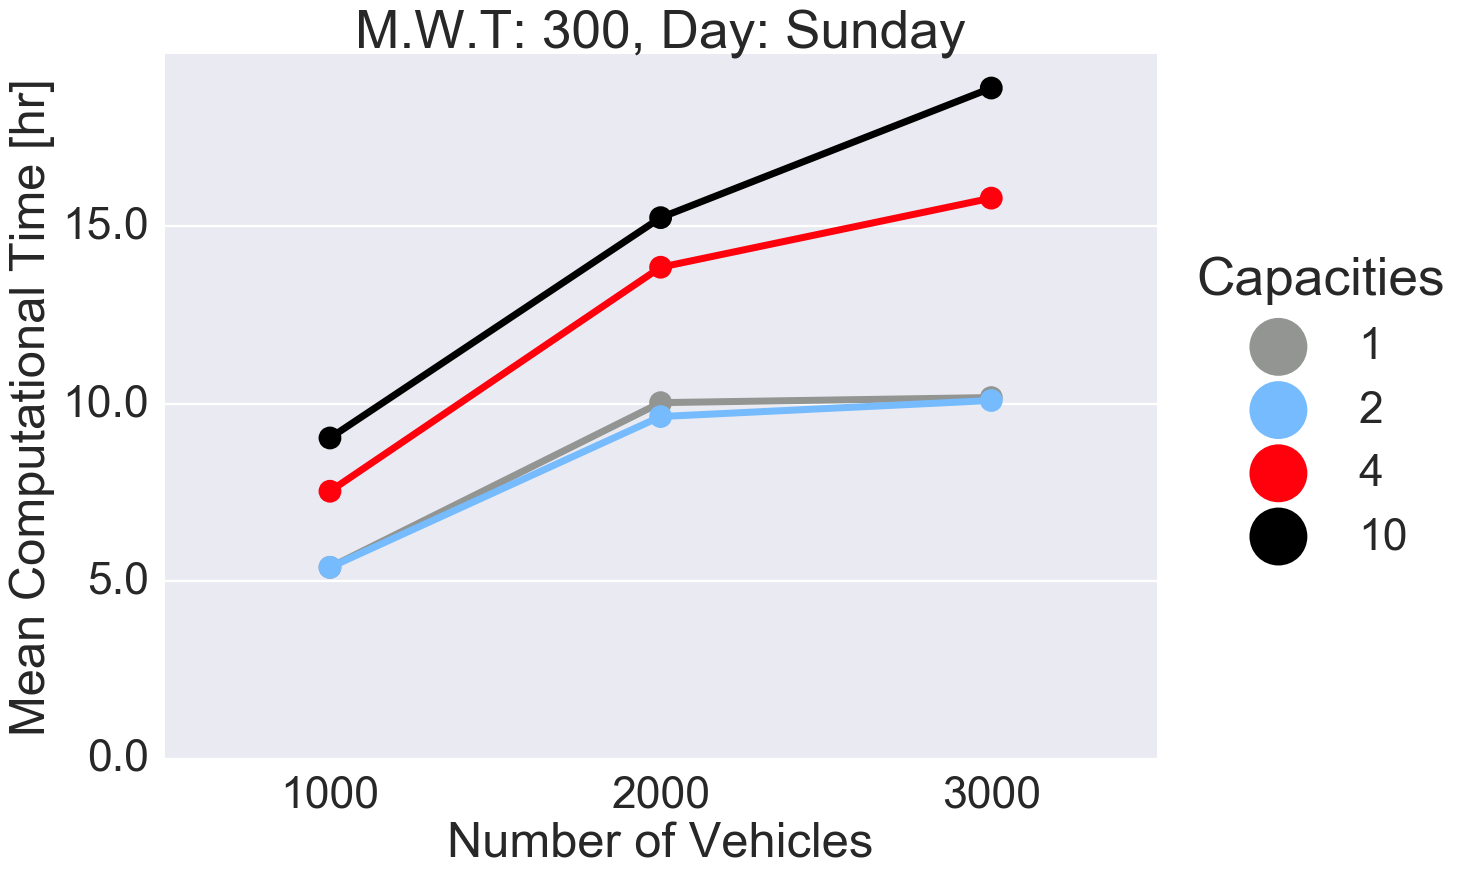 M.W.T: 300, Day: Sunday
Mean Computational Time [hr]
15.0
10.0
5.0
0.0
1000 2000 3000
Number of Vehicles
Capacities
1
2
4
10